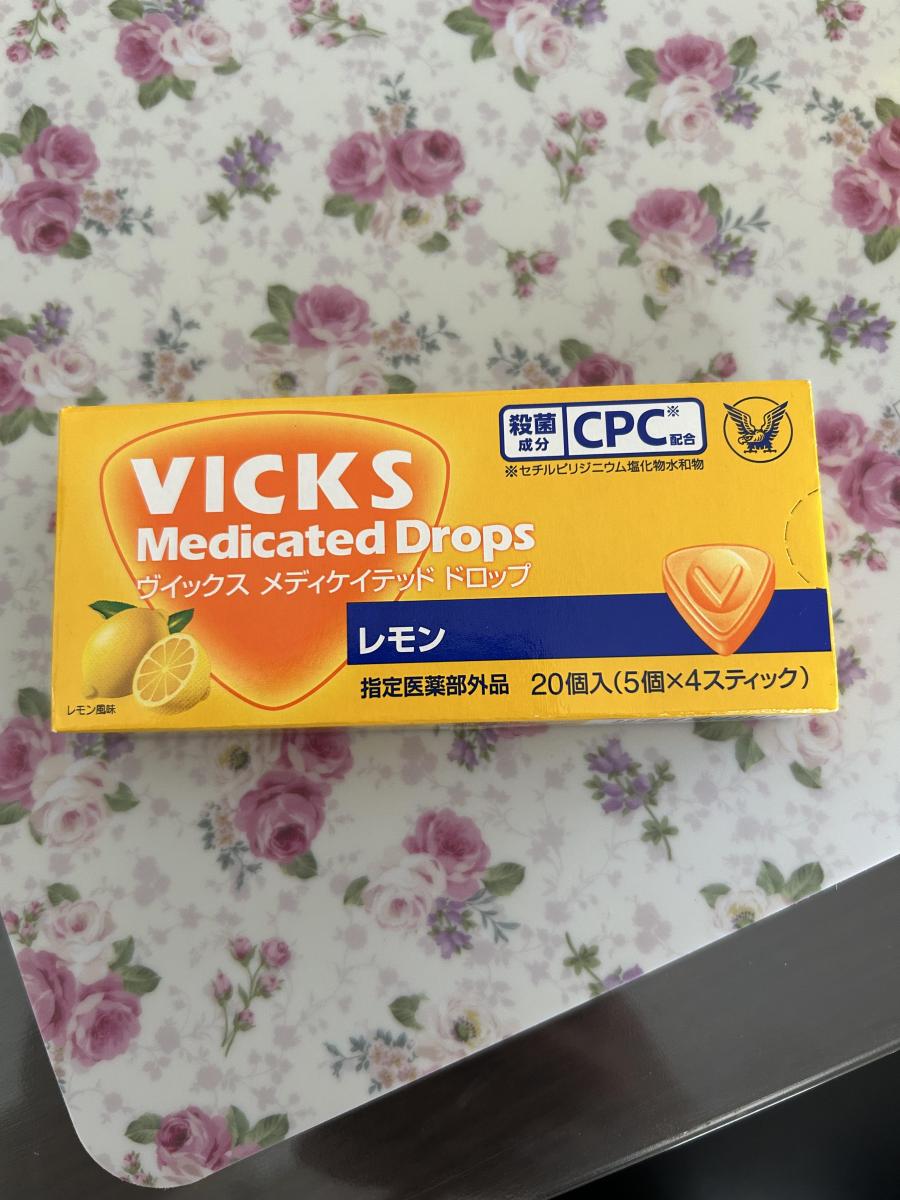 VICKS
Medicated Drops
ヴイックス メディケイテッド ドロップ
殺菌
成分
CPC※
配合
※セチルピリジニウム塩化物水和物
レモン
指定医薬部外品 20個入(5個×4スティック)
レモン風味
V